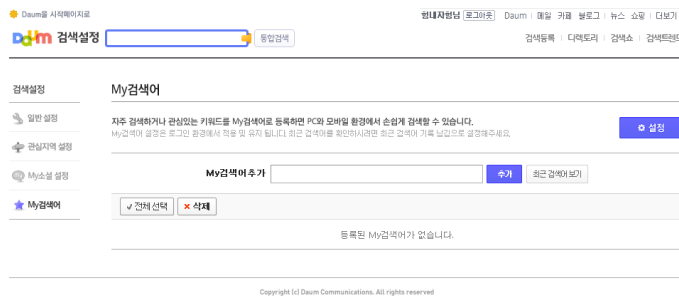 Daum을 시작페이지로
형내자형님 로그아웃 Daum 메일 카페 블로그 뉴스 쇼핑 더보기
Daum 검색설정 통합검색
검색등록 디렉토리 검색쇼 검색트렌드
검색설정
일반 설정
관심지역 설정
My소셜 설정
My검색어
My검색어
자주 검색하거나 관심있는 키워드를 My검색어로 등록하면 PC와 모바일 환경에서 손쉽게 검색할 수 있습니다.
My검색어 설정은 로그인 환경에서 적용 및 유지 됩니다. 최근 검색어를 확인하시려면 최근 검색어 기록 남김으로 설정해주세요.
설정
My검색어추가 추가 최근검색어보기
전체선택 삭제
등록된 My검색어가 없습니다.
Copyright (c) Daum Communications. All rights reserved